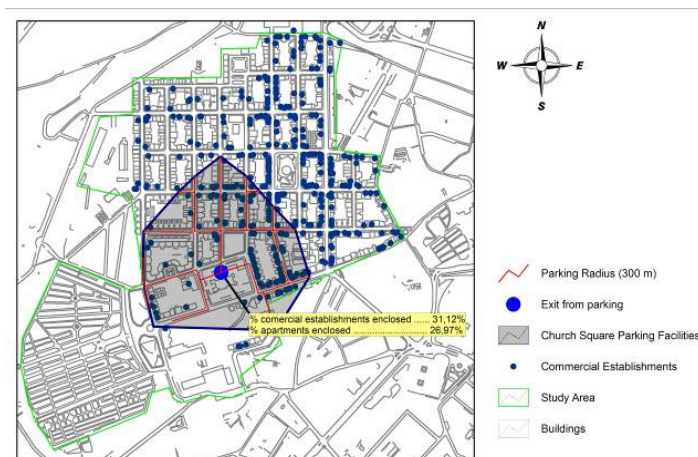 N
W E
S
% comercial establishments enclosed ...... 31,12%
% apartments enclosed ............................ 26,97%
Parking Radius (300 m)
Exit from parking
Church Square Parking Facilities
Commercial Establishments
Study Area
Buildings